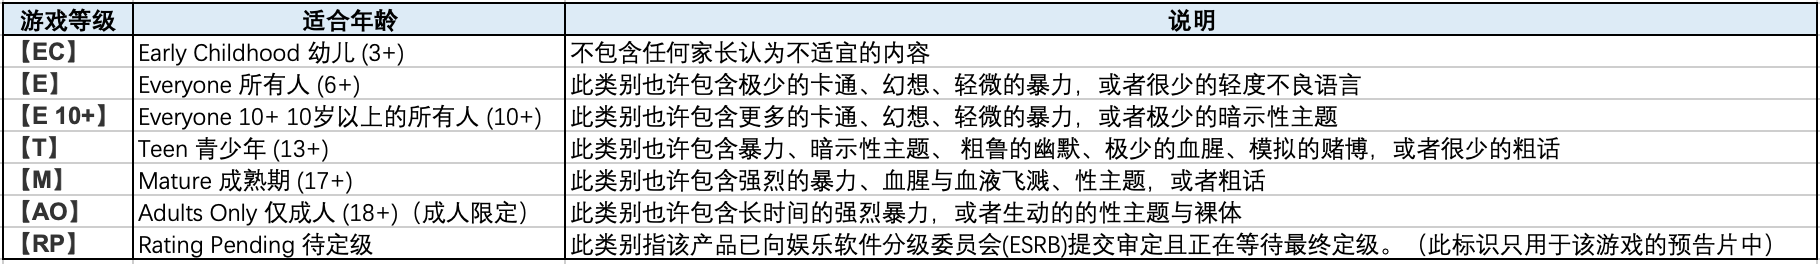 游戏等级 适合年龄 说明
【EC】 Early Childhood 幼儿 (3+) 不包含任何家长认为不适宜的内容
【E】 Everyone 所有人 (6+) 此类别也许包含极少的卡通、幻想、轻微的暴力，或者很少的轻度不良语言
【E 10+】 Everyone 10+ 10岁以上的所有人 (10+) 此类别也许包含更多的卡通、幻想、轻微的暴力，或者极少的暗示性主题
【T】 Teen 青少年 (13+) 此类别也许包含暴力、暗示性主题、 粗鲁的幽默、极少的血腥、模拟的赌博，或者很少的粗话
【M】 Mature 成熟期 (17+) 此类别也许包含强烈的暴力、血腥与血液飞溅、性主题，或者粗话
【AO】 Adults Only 仅成人 (18+)（成人限定） 此类别也许包含长时间的强烈暴力，或者生动的的性主题与裸体
【RP】 Rating Pending 待定级 此类别指该产品已向娱乐软件分级委员会(ESRB)提交审定且正在等待最终定级。（此标识只用于该游戏的预告片中）